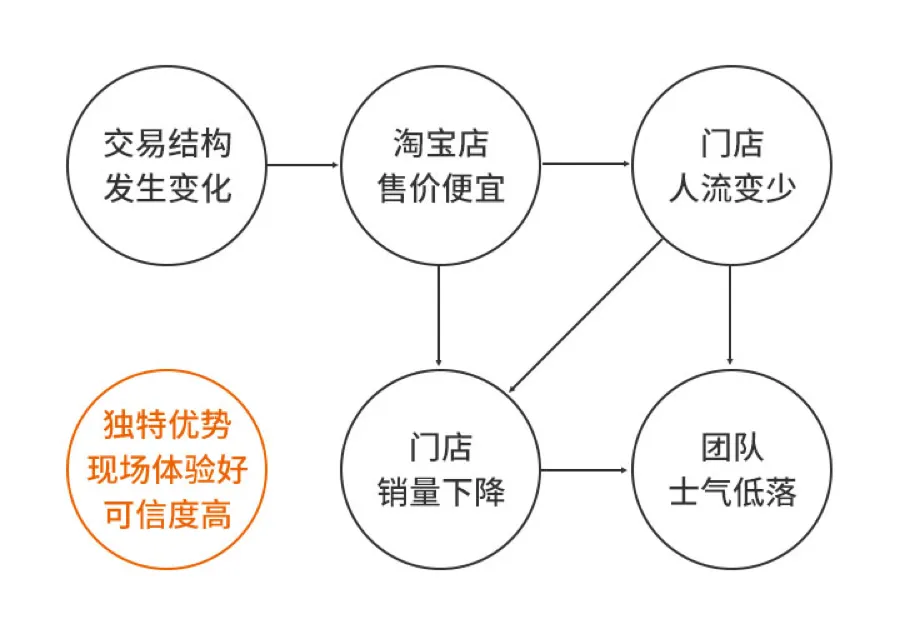 交易结构
发生变化
淘宝店
售价便宜
门店
人流变少
独特优势
现场体验好
可信度高
门店
销量下降
团队
士气低落